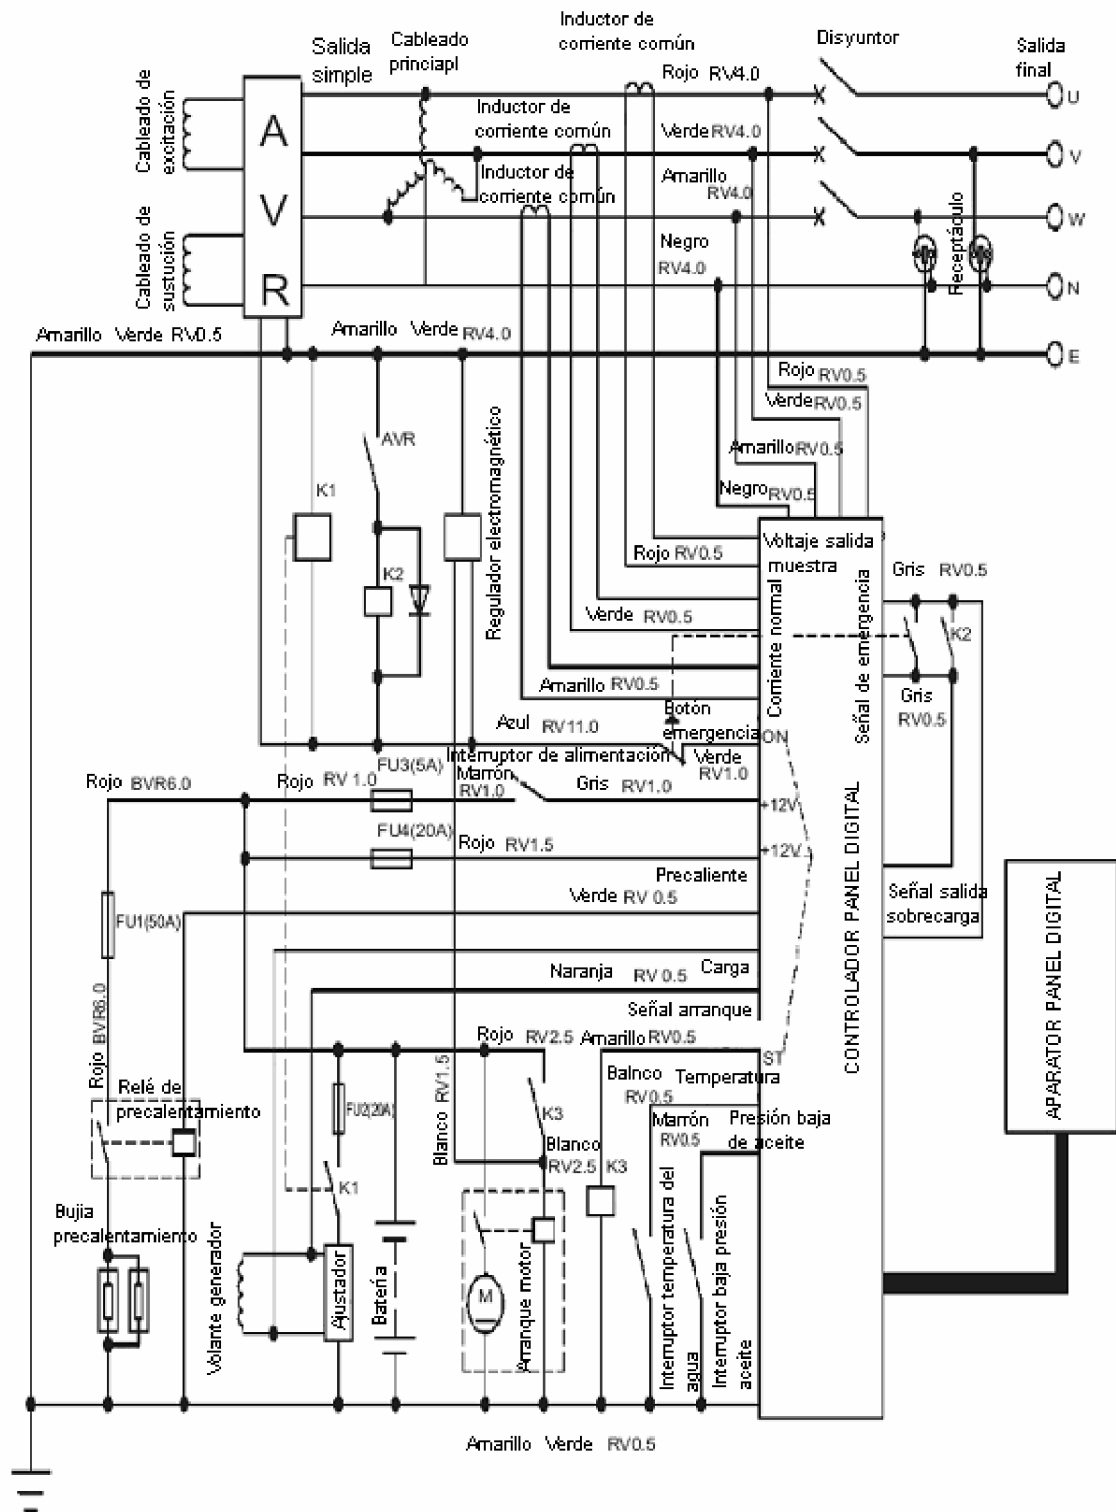 Inductor de
corriente común
Disyuntor
Salida
final
Salida
simple
Cableado
princiapl
Rojo RV4.0
U
Cableado de
excitación
A
V
R
Inductor de
corriente común
Verde RV4.0
V
Inductor de
corriente común
Amarillo
RV4.0
W
Cableado de
sustución
Negro
RV4.0
Receptáculo
N
Amarillo Verde RV0.5
Amarillo Verde RV4.0
E
Rojo RV0.5
Verde RV0.5
Amarillo RV0.5
Negro RV0.5
AVR
K1
Regulador electromagnético
K2
Voltaje salida
muestra
Rojo RV0.5
Gris RV0.5
Verde RV0.5
Corriente normal
Señal de emergencia
K2
Amarillo RV0.5
Gris
RV0.5
Azul RV11.0
Botón
emergencia
ON
Interruptor de alimentación
Verde
RV1.0
FU3(5A)
Rojo BVR6.0
Rojo RV 1.0
Marrón
RV1.0
Gris RV1.0
+12V
FU4(20A)
Rojo RV1.5
+12V
CONTROLADOR PANEL DIGITAL
Precaliente
Verde RV 0.5
Señal salida
sobrecarga
APARATOR PANEL DIGITAL
FU1(50A)
Carga
Naranja RV 0.5
Señal arranque
Rojo BVR6.0
Rojo RV2.5
Amarillo RV0.5
ST
Blanco RV1.5
Balnco
RV0.5
Temperatura
Relé de
precalentamiento
FU2(20A)
K3
Marrón
RV0.5
Presión baja
de aceite
Blanco
RV2.5
K3
K1
Bujia
precalentamiento
Volante generador
Ajustador
Batería
M
Arranque motor
Interruptor temperatura del
agua
Interruptor baja presión
aceite
Amarillo Verde RV0.5